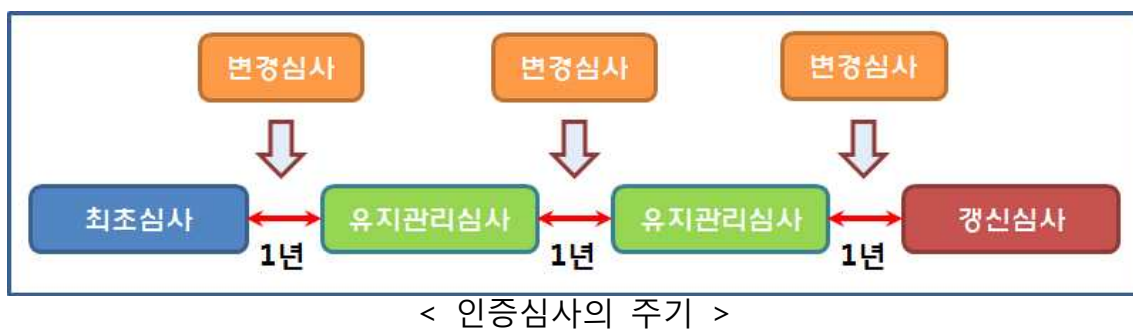 변경심사 변경심사 변경심사
최초심사 유지관리심사 유지관리심사 갱신심사
1년 1년 1년
< 인증심사의 주기 >